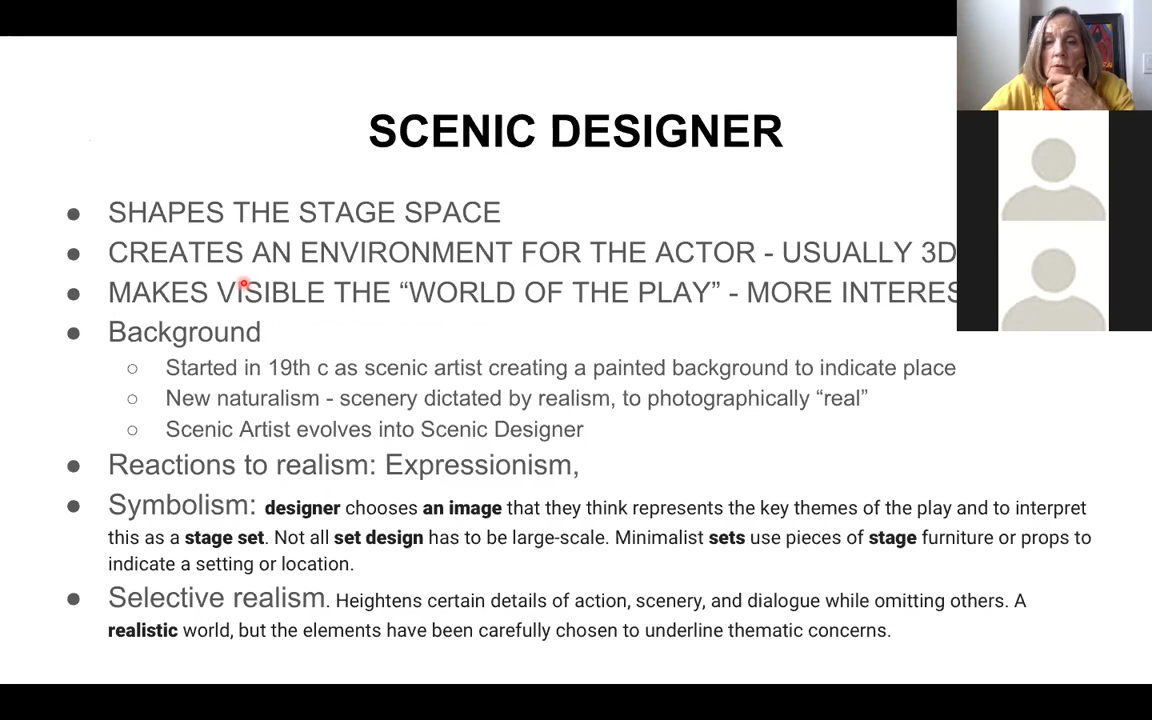 SCENIC DESIGNER
● SHAPES THE STAGE SPACE
● CREATES AN ENVIRONMENT FOR THE ACTOR - USUALLY 3D
● MAKES VISIBLE THE “WORLD OF THE PLAY” - MORE INTERES
● Background
○ Started in 19th c as scenic artist creating a painted background to indicate place
○ New naturalism - scenery dictated by realism, to photographically “real”
○ Scenic Artist evolves into Scenic Designer
● Reactions to realism: Expressionism,
● Symbolism: designer chooses an image that they think represents the key themes of the play and to interpret
this as a stage set. Not all set design has to be large-scale. Minimalist sets use pieces of stage furniture or props to
indicate a setting or location.
● Selective realism. Heightens certain details of action, scenery, and dialogue while omitting others. A
realistic world, but the elements have been carefully chosen to underline thematic concerns.